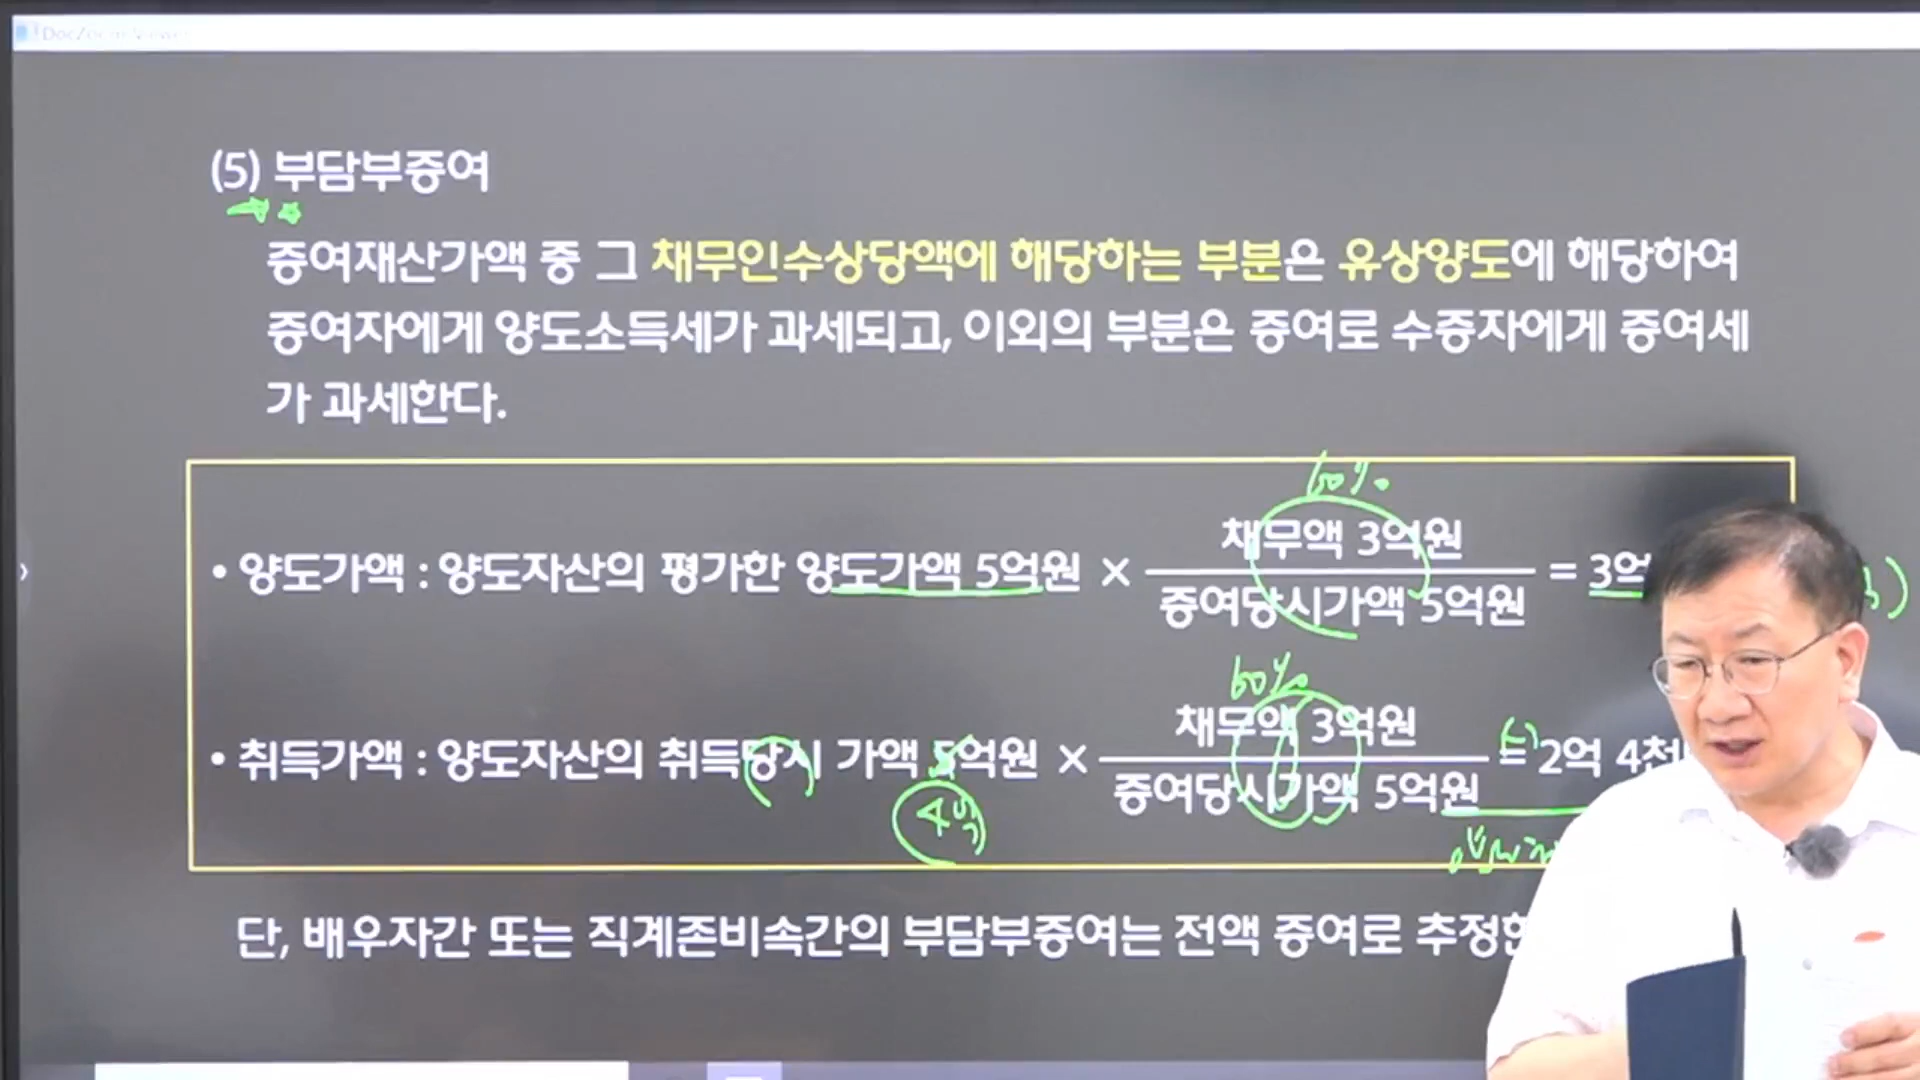 (5) 부담부증여
증여재산가액 중 그 채무인수상당액에 해당하는 부분은 유상양도에 해당하여
증여자에게 양도소득세가 과세되고, 이외의 부분은 증여로 수증자에게 증여세
가 과세한다.
60%
채무액 3억원
• 양도가액 : 양도자산의 평가한 양도가액 5억원 × = 3억
증여당시가액 5억원
60%
채무액 3억원
(-)
• 취득가액 : 양도자산의 취득당시 가액 억원 × = 2억 4천
증여당시가액 5억원
4억
단, 배우자간 또는 직계존비속간의 부담부증여는 전액 증여로 추정